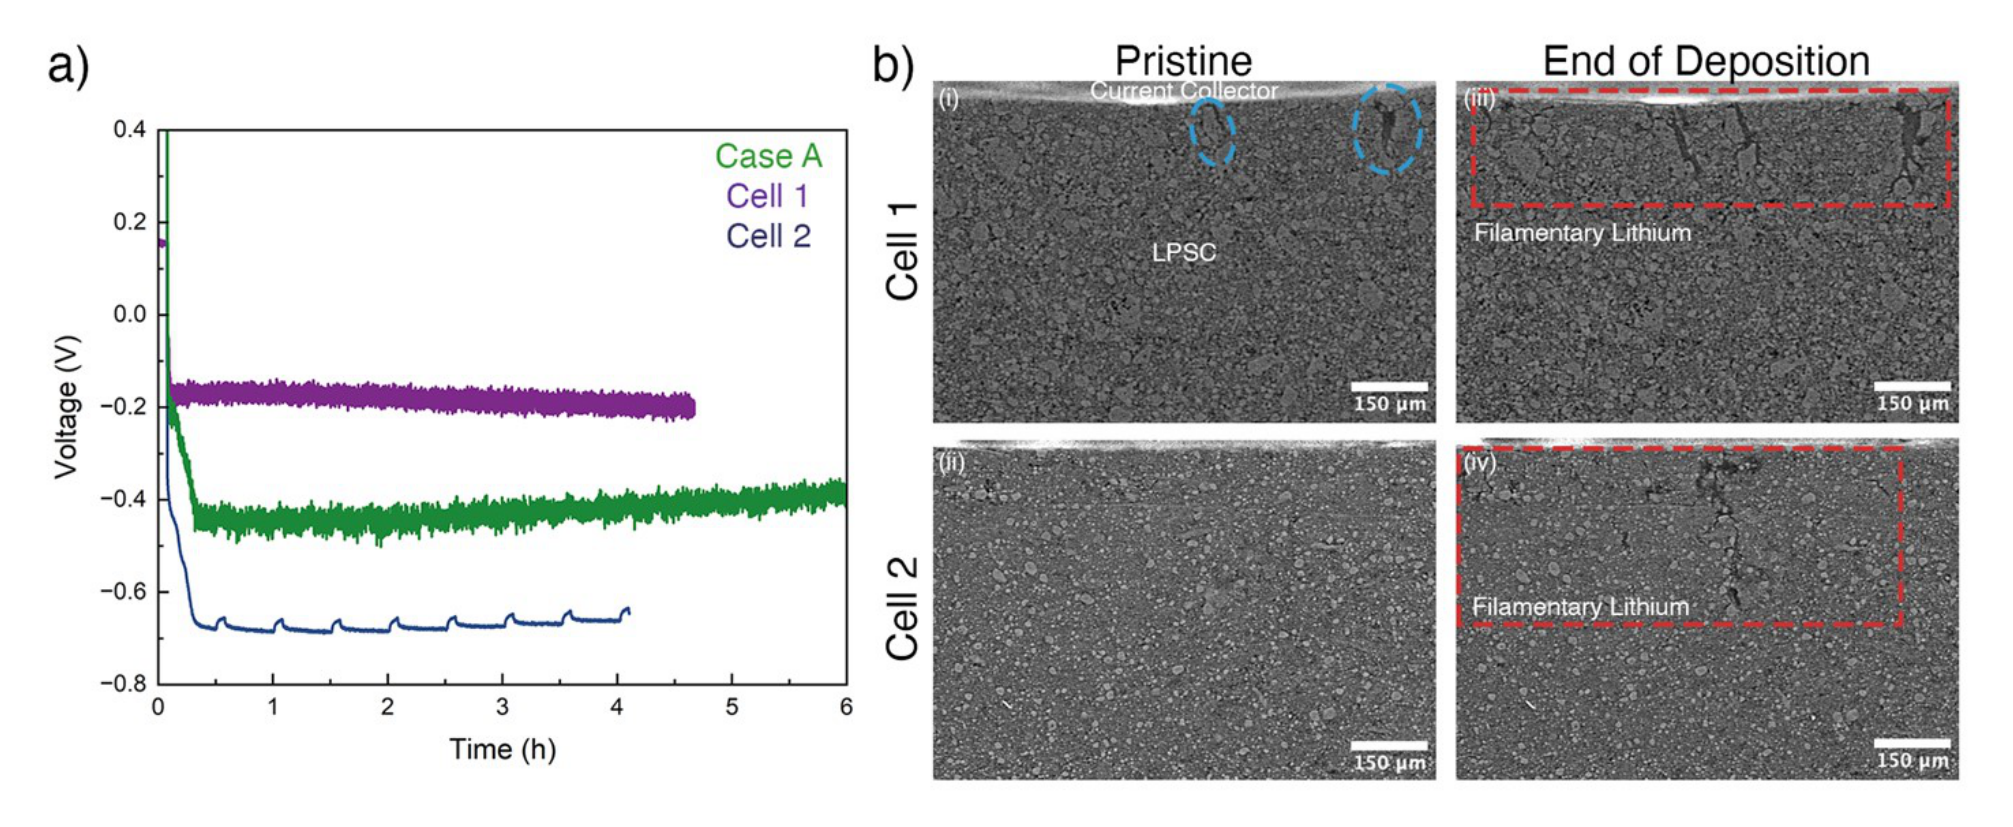 a)
0.4
0.2
0.0
−0.2
−0.4
−0.6
−0.8
0 1 2 3 4 5 6
Voltage (V)
Time (h)
Case A
Cell 1
Cell 2
b)
Pristine
End of Deposition
Cell 1
Cell 2
(i)
Current Collector
LPSC
150 µm
(iii)
Filamentary Lithium
150 µm
(ii)
150 µm
(iv)
Filamentary Lithium
150 µm